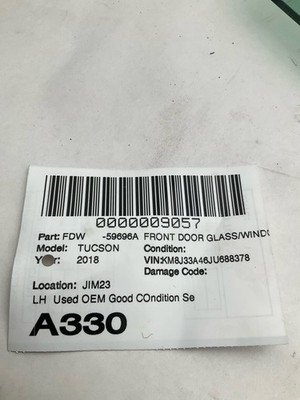 0000009057
Part: FDW -59696A FRONT DOOR GLASS/WINDO
Model: TUCSON Condition:
Year: 2018 VIN:KM8J33A46JU688378
Damage Code:
Location: JIM23
LH Used OEM Good COndition Se
A330